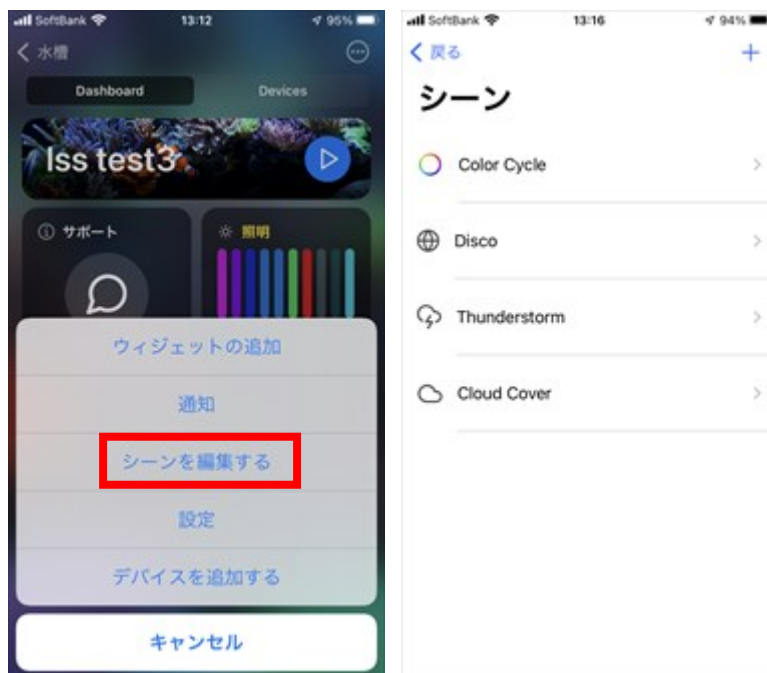 SoftBank 13:12 95%
水槽
Dashboard Devices
lss test3
サポート 照明
ウィジェットの追加
通知
シーンを編集する
設定
デバイスを追加する
キャンセル
SoftBank 13:16 94%
戻る +
シーン
Color Cycle
Disco
Thunderstorm
Cloud Cover